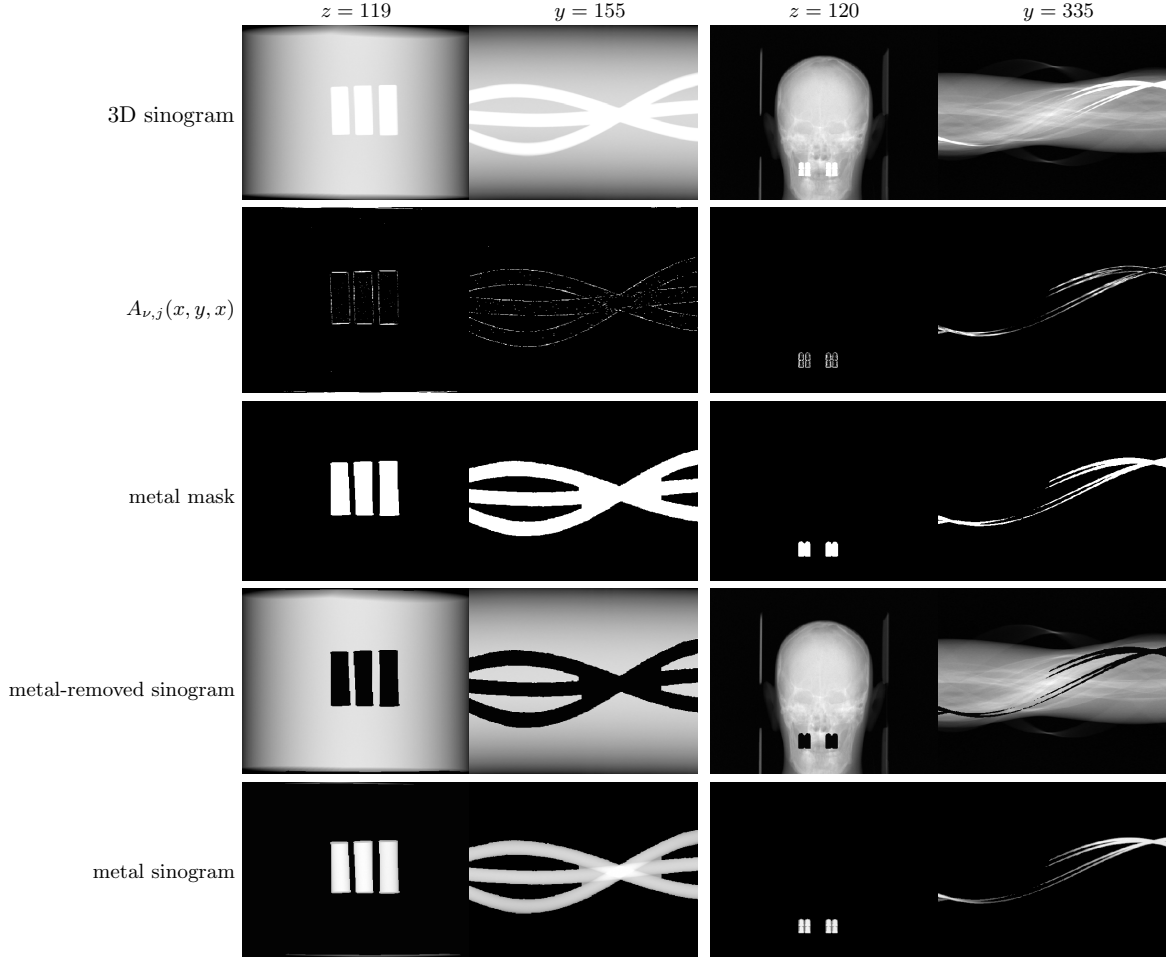 z = 119 y = 155 z = 120 y = 335
3D sinogram
A_{ν,j}(x, y, x)
metal mask
metal-removed sinogram
metal sinogram